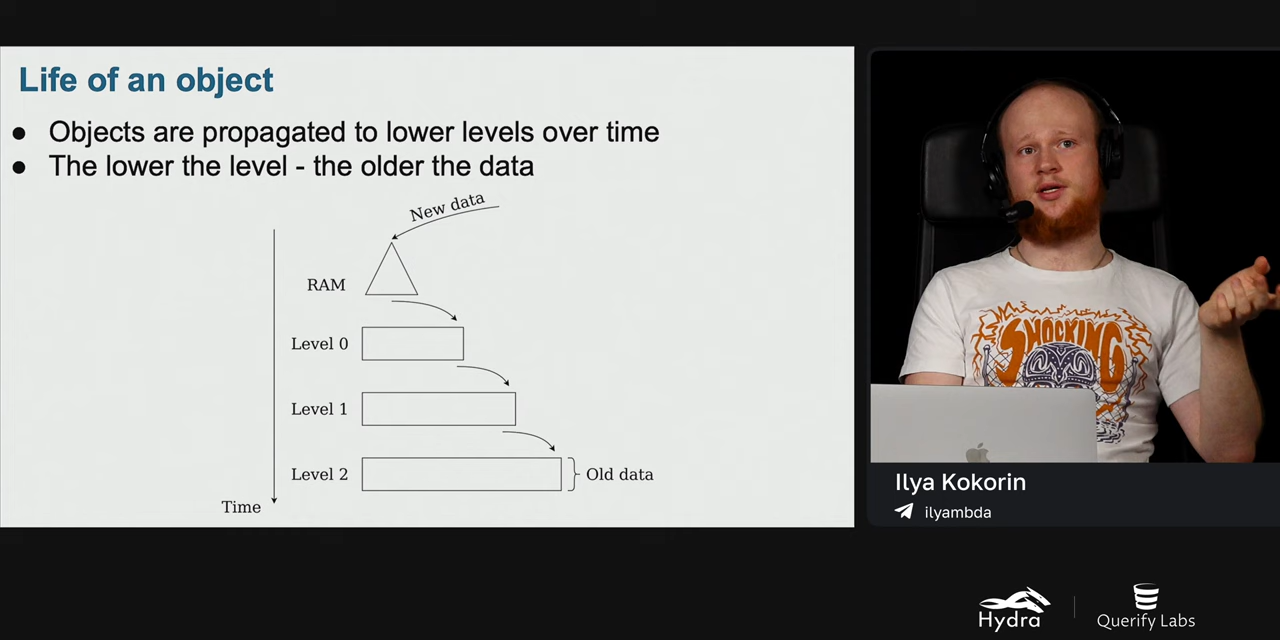 Life of an object
● Objects are propagated to lower levels over time
● The lower the level - the older the data
New data
RAM
Level 0
Level 1
Level 2
Old data
Time
SHOCKING
Ilya Kokorin
ilyambda
Hydra
Querify Labs